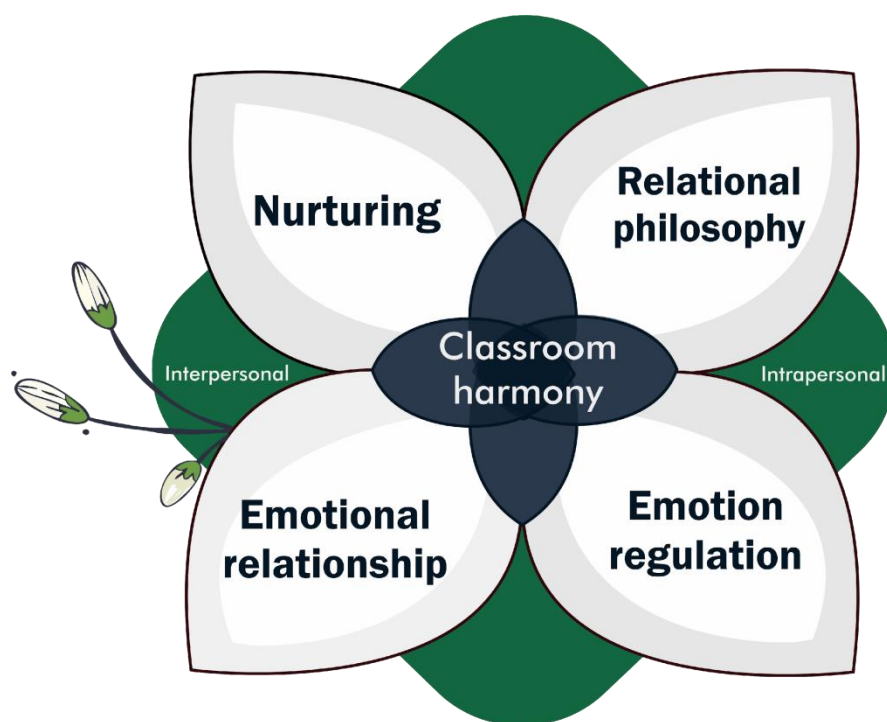 Nurturing
Relational
philosophy
Classroom
harmony
Interpersonal
Intrapersonal
Emotional
relationship
Emotion
regulation